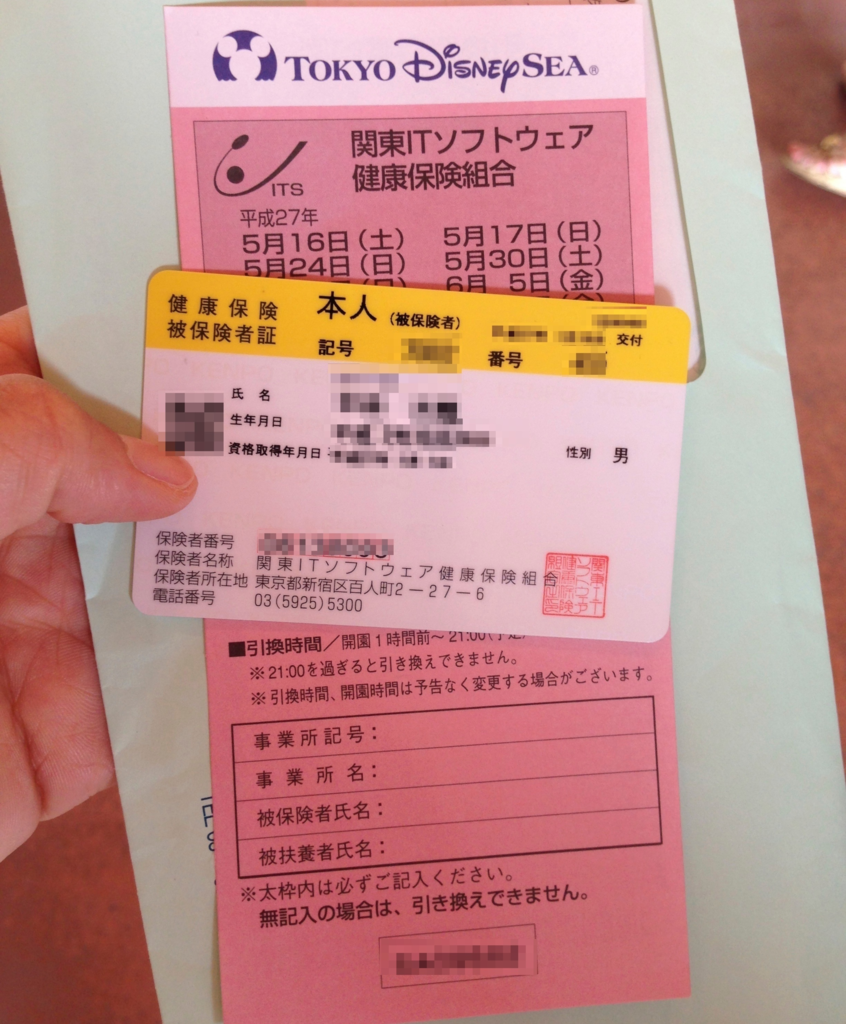 TOKYO DISNEYSEA®
ITS
関東ITソフトウェア
健康保険組合
平成27年
5月16日(土) 5月17日(日)
5月24日(日) 5月30日(土)
6月 5日(金)
健康保険
被保険者証
本人(被保険者)
交付
記号 番号
氏名
生年月日
資格取得年月日
性別 男
保険者番号
保険者名称 関東ITソフトウェア健康保険組合
保険者所在地 東京都新宿区百人町2-27-6
電話番号 03(5925)5300
■引換時間/開園1時間前~21:00
※21:00を過ぎると引き換えできません。
※引換時間、開園時間は予告なく変更する場合がございます。
事業所記号:
事業所名:
被保険者氏名:
被扶養者氏名:
※太枠内は必ずご記入ください。
無記入の場合は、引き換えできません。
TEL